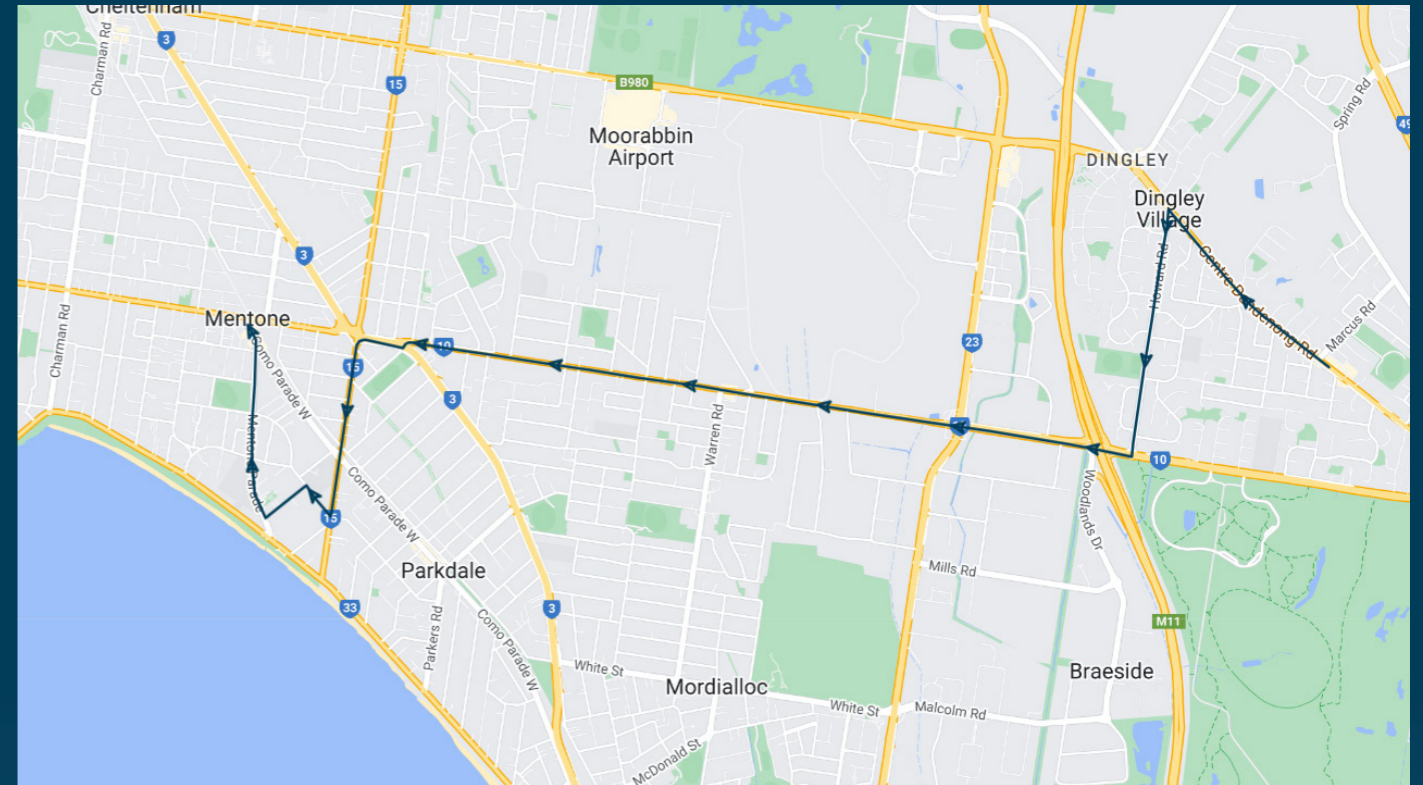 Cheltenham
3
Charman Rd
15
B980
Moorabbin
Airport
Spring Rd
49
DINGLEY
Dingley
Village
Howard Rd
Centre Dandenong Rd
Marcus Rd
3
Mentone
Charman Rd
Como Parade W
15
10
3
23
Warren Rd
10
Mentone Parade
Como Parade W
15
Woodlands Dr
Parkdale
Mills Rd
33
3
M11
Parkers Rd
Como Parade W
White St
Mordialloc
Braeside
White St
Malcolm Rd
McDonald St